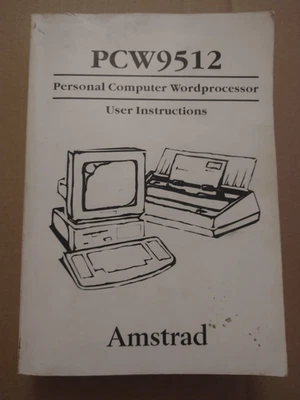 PCW9512
Personal Computer Wordprocessor
User Instructions
Amstrad